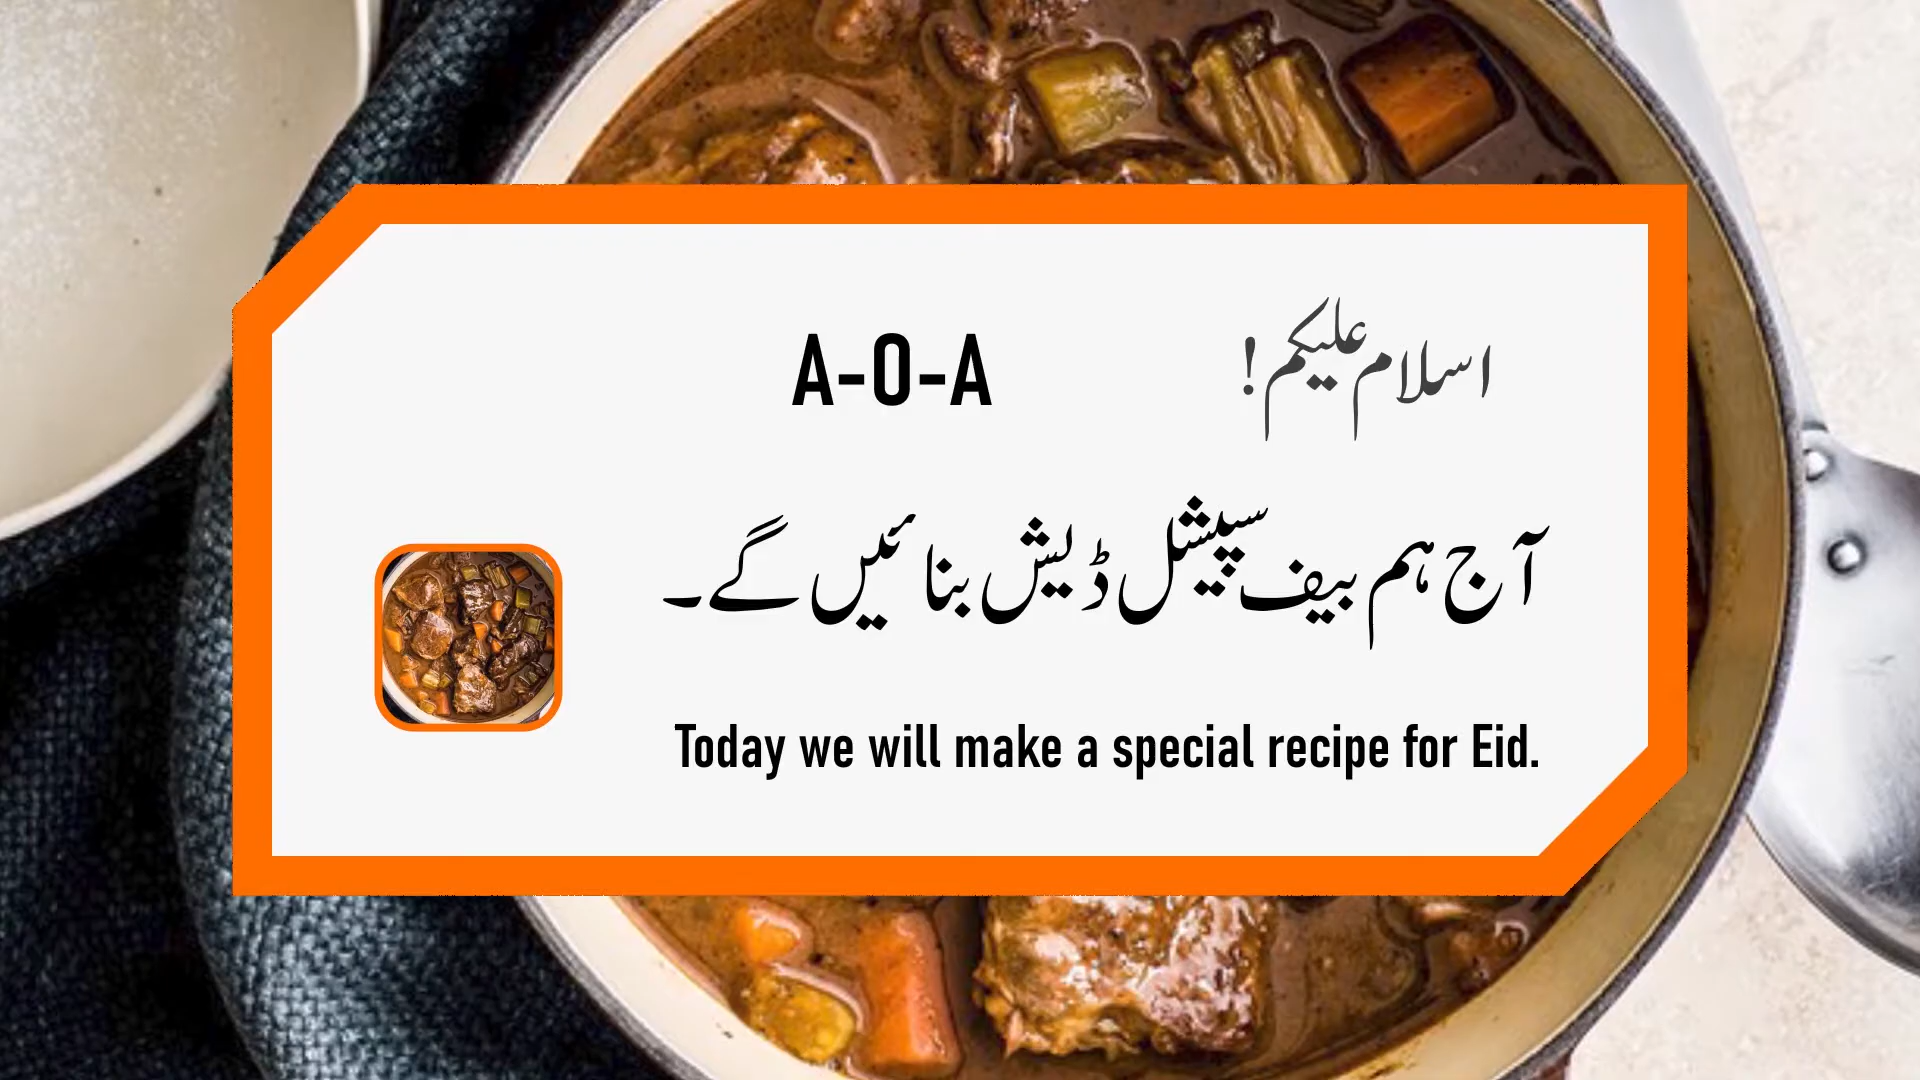 A-O-A اسلام علیکم!
آج ہم بیف سپیشل ڈیش بنائیں گے۔
Today we will make a special recipe for Eid.